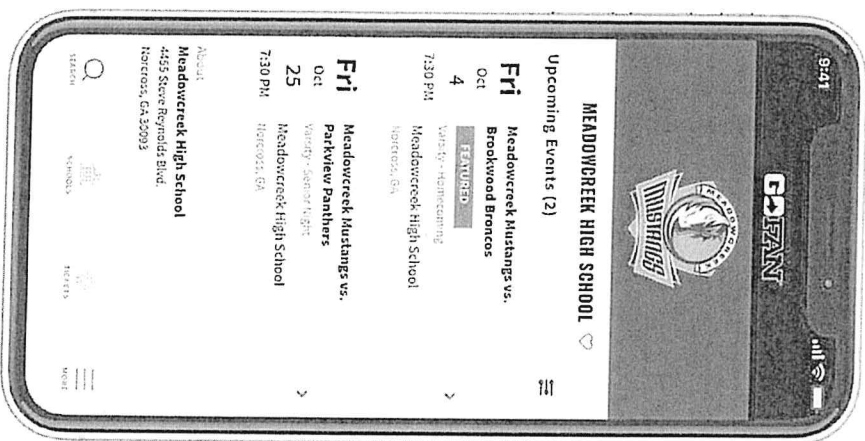 9:41
GOFAN
MEADOWCREEK
MUSTANGS
MEADOWCREEK HIGH SCHOOL
Upcoming Events (2)
Fri
Oct
4
7:30 PM
Meadowcreek Mustangs vs.
Brookwood Broncos
FEATURED
Varsity - Homecoming
Meadowcreek High School
Norcross, GA
Fri
Oct
25
7:30 PM
Meadowcreek Mustangs vs.
Parkview Panthers
Varsity - Senior Night
Meadowcreek High School
Norcross, GA
About
Meadowcreek High School
4455 Steve Reynolds Blvd.
Norcross, GA 30093
SEARCH
SCHOOLS
TICKETS
MORE